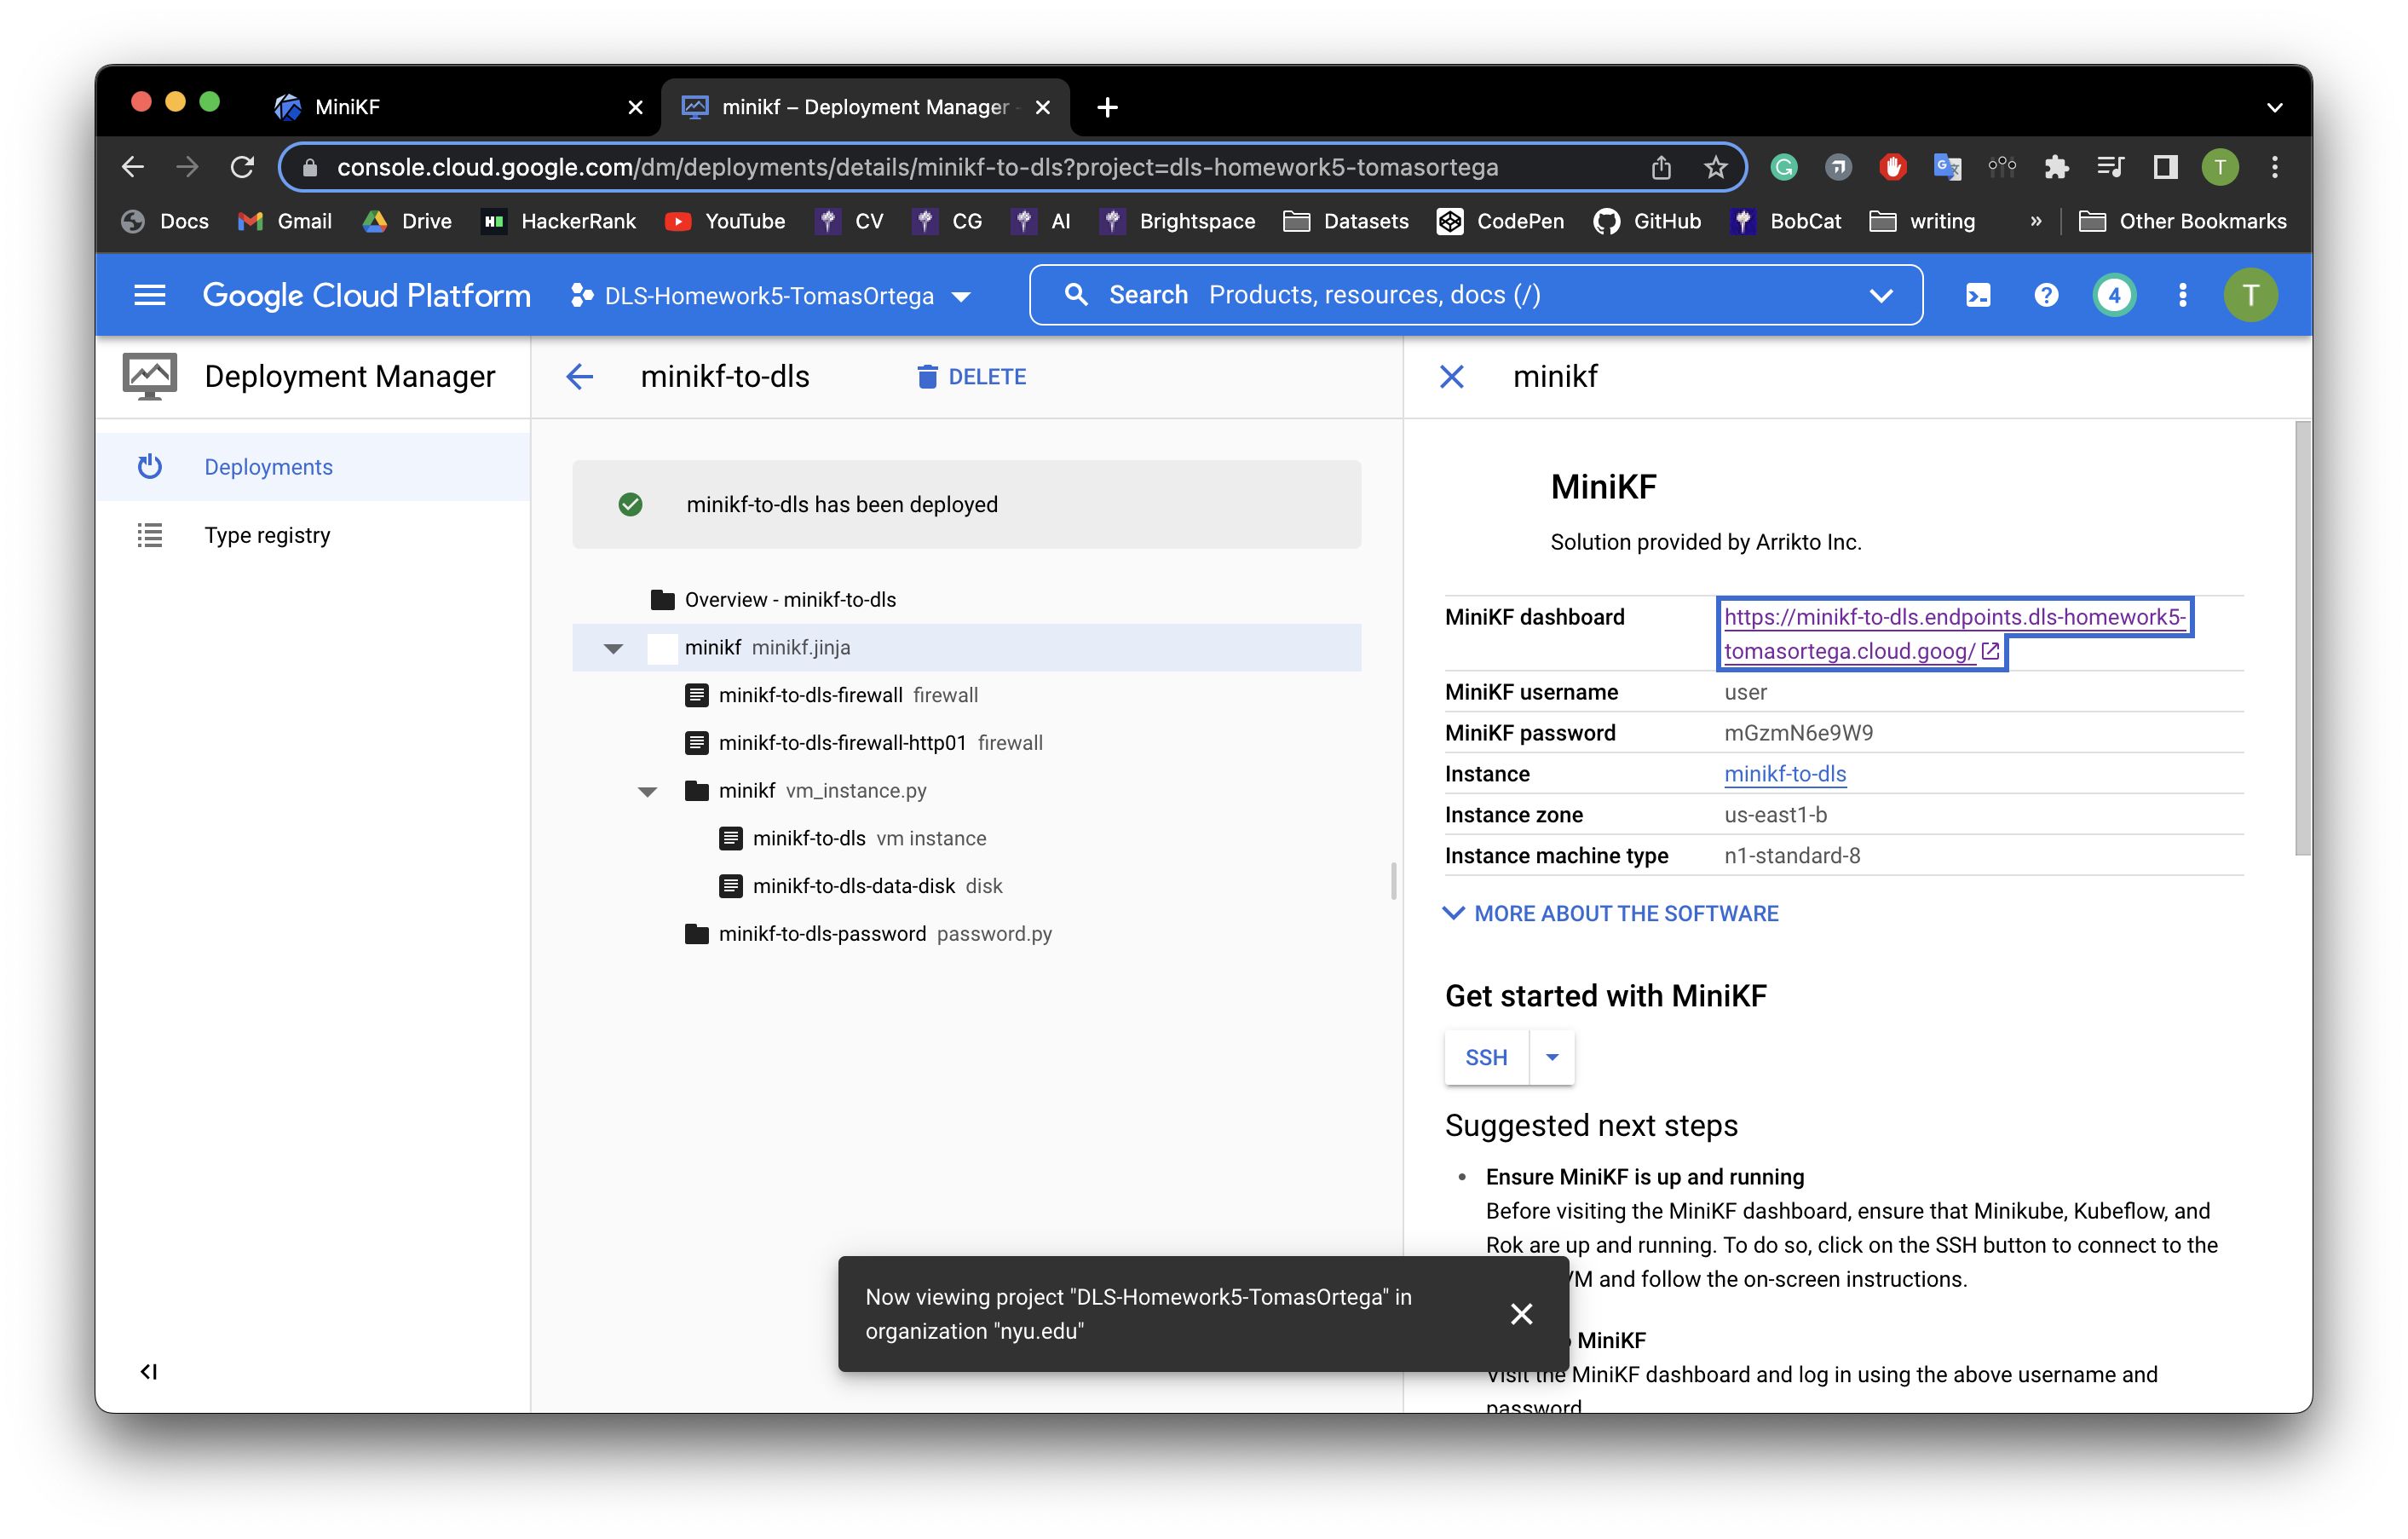 MiniKF
minikf – Deployment Manager
console.cloud.google.com/dm/deployments/details/minikf-to-dls?project=dls-homework5-tomasortega
T
Docs Gmail Drive HackerRank YouTube CV CG AI Brightspace Datasets CodePen GitHub BobCat writing » Other Bookmarks
Google Cloud Platform DLS-Homework5-TomasOrtega Search Products, resources, docs (/) 4 T
Deployment Manager
Deployments
Type registry
minikf-to-dls DELETE
minikf-to-dls has been deployed
Overview - minikf-to-dls
minikf minikf.jinja
minikf-to-dls-firewall firewall
minikf-to-dls-firewall-http01 firewall
minikf vm_instance.py
minikf-to-dls vm instance
minikf-to-dls-data-disk disk
minikf-to-dls-password password.py
minikf
MiniKF
Solution provided by Arrikto Inc.
MiniKF dashboard https://minikf-to-dls.endpoints.dls-homework5-
tomasortega.cloud.goog/
MiniKF username user
MiniKF password mGzmN6e9W9
Instance minikf-to-dls
Instance zone us-east1-b
Instance machine type n1-standard-8
MORE ABOUT THE SOFTWARE
Get started with MiniKF
SSH
Suggested next steps
• Ensure MiniKF is up and running
Before visiting the MiniKF dashboard, ensure that Minikube, Kubeflow, and
Rok are up and running. To do so, click on the SSH button to connect to the
and follow the on-screen instructions.
MiniKF
Visit the MiniKF dashboard and log in using the above username and
password
Now viewing project "DLS-Homework5-TomasOrtega" in
organization "nyu.edu"